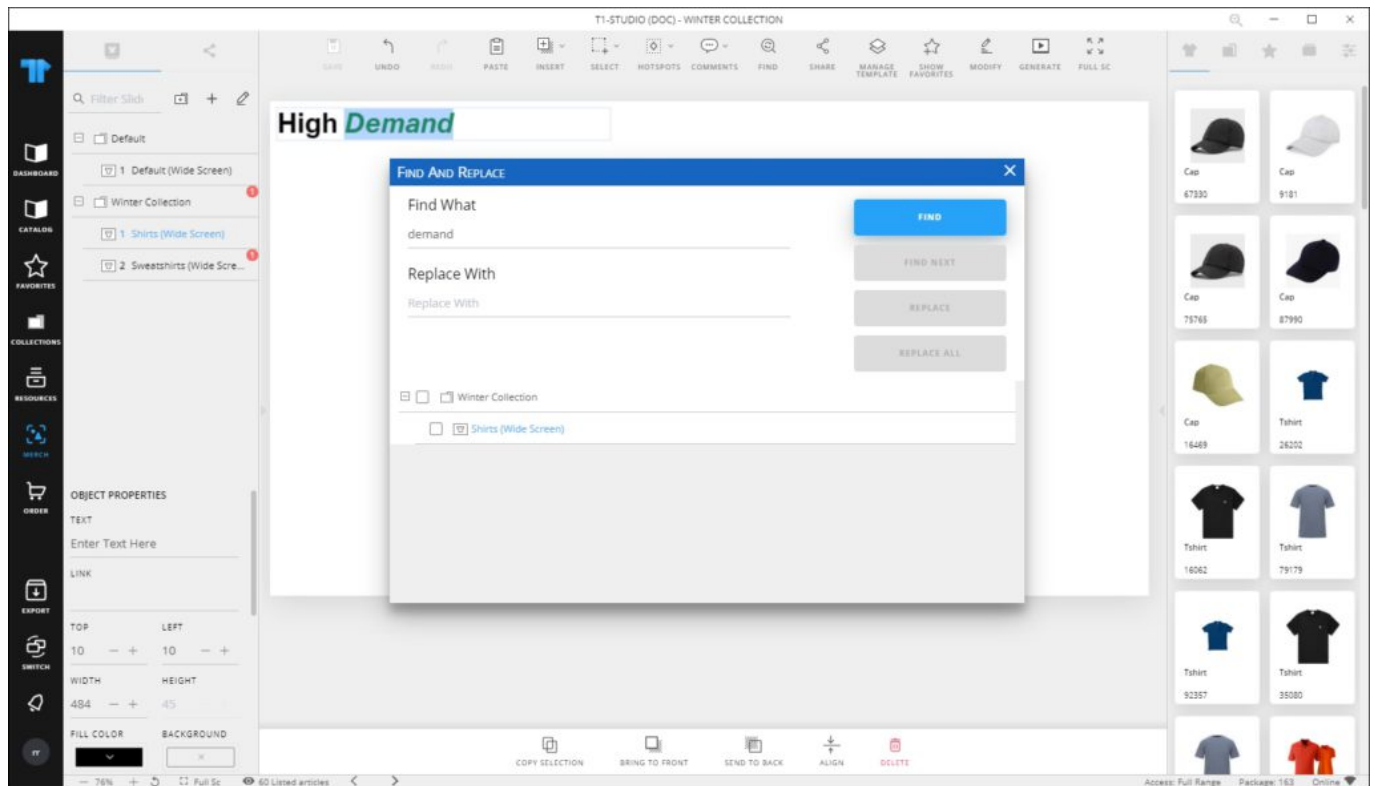 T1-STUDIO (DOC) - WINTER COLLECTION
SAVE
UNDO
REDO
PASTE
INSERT
SELECT
HOTSPOTS
COMMENTS
FIND
SHARE
MANAGE TEMPLATE
SHOW FAVORITES
MODIFY
GENERATE
FULL SC
DASHBOARD
CATALOG
FAVORITES
COLLECTIONS
RESOURCES
MERCH
ORDER
EXPORT
SWITCH
Filter Slid
Default
1 Default (Wide Screen)
Winter Collection
1 Shirts (Wide Screen)
2 Sweatshirts (Wide Scre...
OBJECT PROPERTIES
TEXT
Enter Text Here
LINK
TOP LEFT
10 - + 10 - +
WIDTH HEIGHT
484 - + 45
FILL COLOR BACKGROUND
High Demand
FIND AND REPLACE
Find What
demand
Replace With
Replace With
FIND
FIND NEXT
REPLACE
REPLACE ALL
Winter Collection
Shirts (Wide Screen)
COPY SELECTION
BRING TO FRONT
SEND TO BACK
ALIGN
DELETE
Cap Cap
67330 9181
Cap Cap
75765 87990
Cap Tshirt
16469 26202
Tshirt Tshirt
16062 79179
Tshirt Tshirt
92357 35080
- 76% + Full Sc 60 Listed articles
Access: Full Range Package: 163 Online